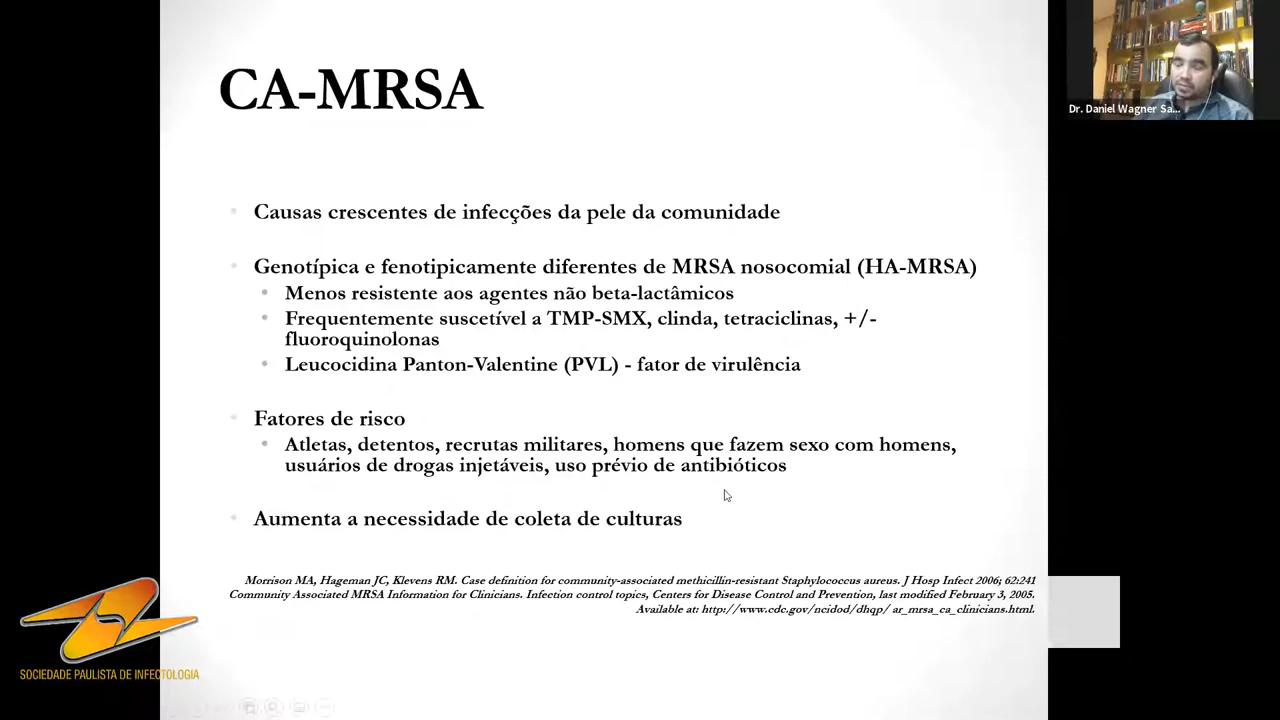 CA-MRSA
Dr. Daniel Wagner Sa...
Causas crescentes de infecções da pele da comunidade
Genotípica e fenotipicamente diferentes de MRSA nosocomial (HA-MRSA)
Menos resistente aos agentes não beta-lactâmicos
Frequentemente suscetível a TMP-SMX, clinda, tetraciclinas, +/-
fluoroquinolonas
Leucocidina Panton-Valentine (PVL) - fator de virulência
Fatores de risco
Atletas, detentos, recrutas militares, homens que fazem sexo com homens,
usuários de drogas injetáveis, uso prévio de antibióticos
Aumenta a necessidade de coleta de culturas
Morrison MA, Hageman JC, Klevens RM. Case definition for community-associated methicillin-resistant Staphylococcus aureus. J Hosp Infect 2006; 62:241
Community Associated MRSA Information for Clinicians. Infection control topics, Centers for Disease Control and Prevention, last modified February 3, 2005.
Available at: http://www.cdc.gov/ncidod/dhqp/ ar_mrsa_ca_clinicians.html.
SOCIEDADE PAULISTA DE INFECTOLOGIA